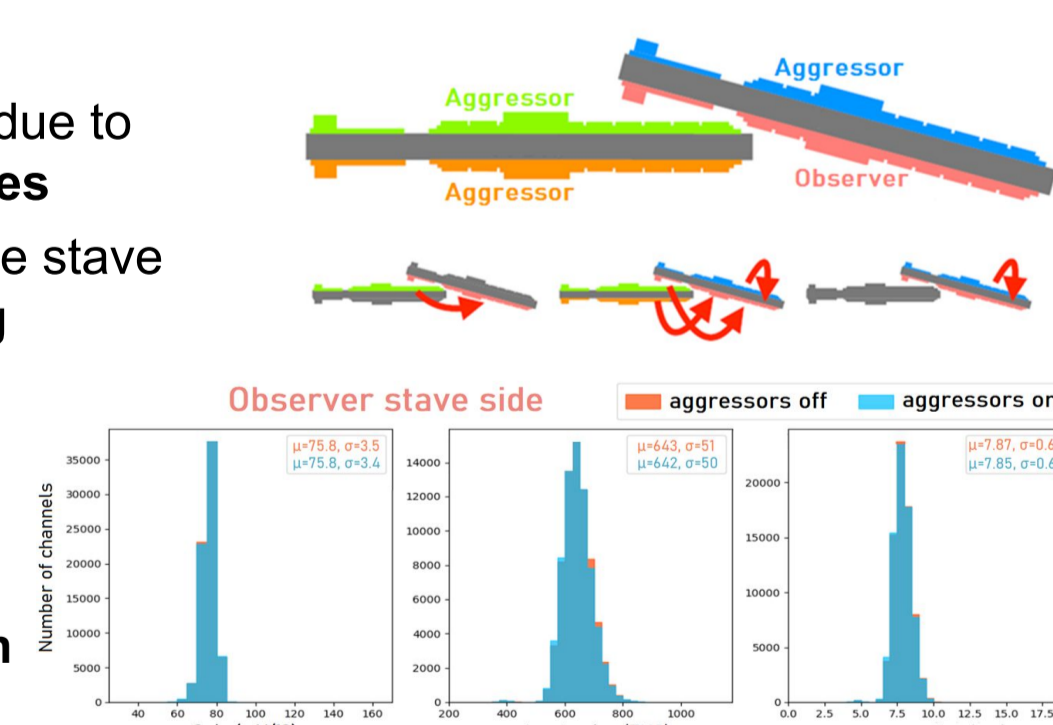 due to
es
e stave
g
Aggressor
Aggressor
Aggressor
Observer
Observer stave side
aggressors off
aggressors on
Number of channels
μ=75.8, σ=3.5
μ=75.8, σ=3.4
35000
30000
25000
20000
15000
10000
5000
0
40 60 80 100 120 140 160
μ=643, σ=51
μ=642, σ=50
14000
12000
10000
8000
6000
4000
2000
0
200 400 600 800 1000
μ=7.87, σ=0.6
μ=7.85, σ=0.6
20000
15000
10000
5000
0
0.0 2.5 5.0 7.5 10.0 12.5 15.0 17.5